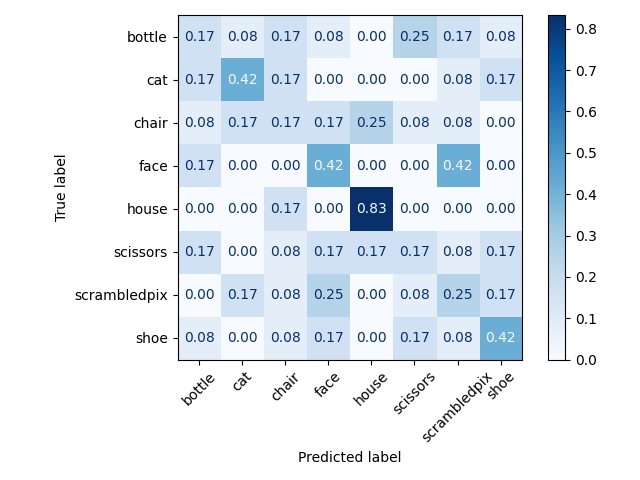 bottle 0.17 0.08 0.17 0.08 0.00 0.25 0.17 0.08
cat 0.17 0.42 0.17 0.00 0.00 0.00 0.08 0.17
chair 0.08 0.17 0.17 0.17 0.25 0.08 0.08 0.00
face 0.17 0.00 0.00 0.42 0.00 0.00 0.42 0.00
house 0.00 0.00 0.17 0.00 0.83 0.00 0.00 0.00
scissors 0.17 0.00 0.08 0.17 0.17 0.17 0.08 0.17
scrambledpix 0.00 0.17 0.08 0.25 0.00 0.08 0.25 0.17
shoe 0.08 0.00 0.08 0.17 0.00 0.17 0.08 0.42
True label
bottle cat chair face house scissors scrambledpix shoe
Predicted label
0.8
0.7
0.6
0.5
0.4
0.3
0.2
0.1
0.0